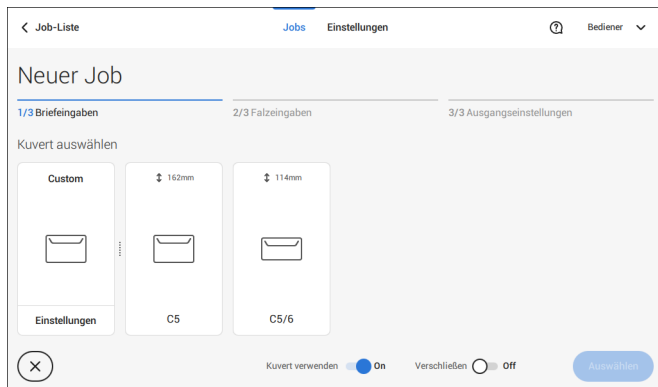 Job-Liste Jobs Einstellungen Bediener
Neuer Job
1/3 Briefeingaben 2/3 Falzeingaben 3/3 Ausgangseinstellungen
Kuvert auswählen
Custom 162mm 114mm
Einstellungen C5 C5/6
Kuvert verwenden On Verschließen Off Auswählen